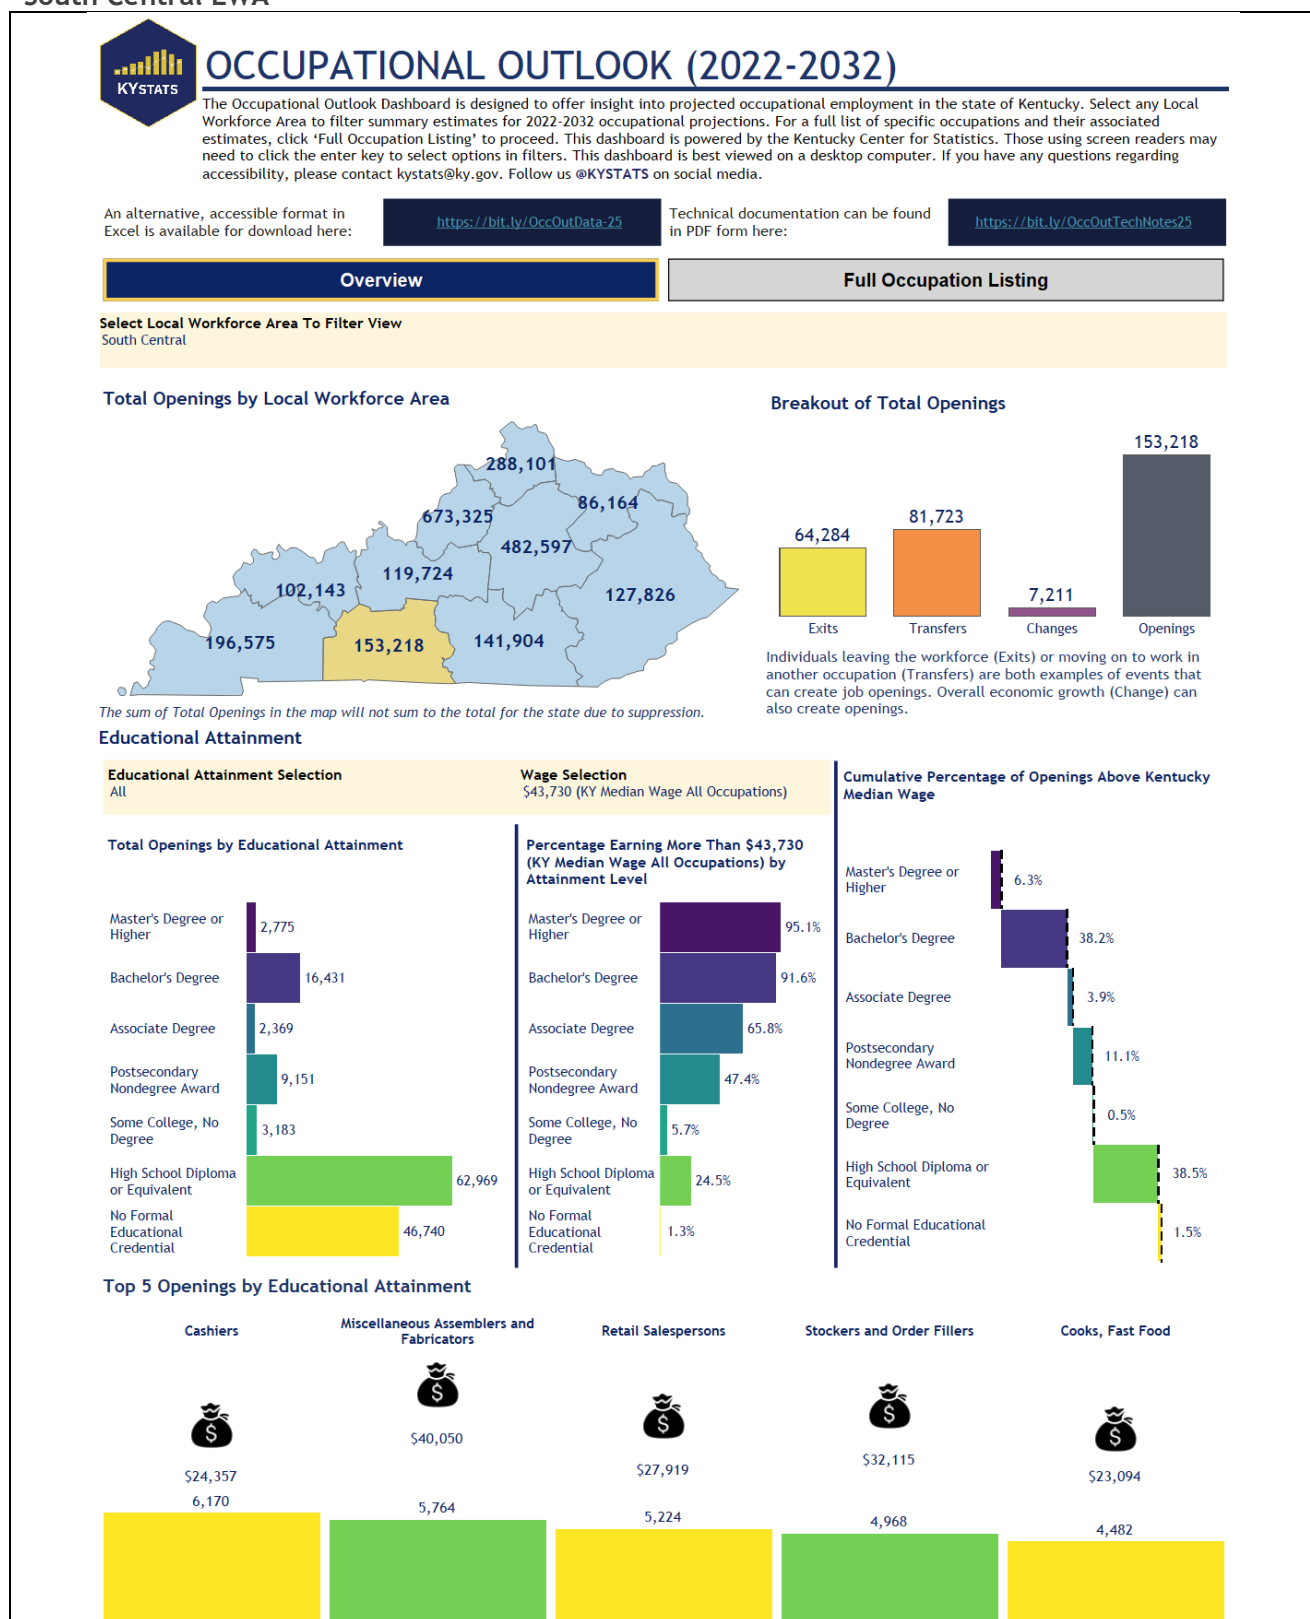 South Central LWA
KYSTATS
OCCUPATIONAL OUTLOOK (2022-2032)
The Occupational Outlook Dashboard is designed to offer insight into projected occupational employment in the state of Kentucky. Select any Local
Workforce Area to filter summary estimates for 2022-2032 occupational projections. For a full list of specific occupations and their associated
estimates, click ‘Full Occupation Listing’ to proceed. This dashboard is powered by the Kentucky Center for Statistics. Those using screen readers may
need to click the enter key to select options in filters. This dashboard is best viewed on a desktop computer. If you have any questions regarding
accessibility, please contact kystats@ky.gov. Follow us @KYSTATS on social media.
An alternative, accessible format in
Excel is available for download here:
https://bit.ly/OccOutData-25
Technical documentation can be found
in PDF form here:
https://bit.ly/OccOutTechNotes25
Overview
Full Occupation Listing
Select Local Workforce Area To Filter View
South Central
Total Openings by Local Workforce Area
288,101
86,164
673,325
482,597
119,724
102,143
127,826
196,575
153,218
141,904
The sum of Total Openings in the map will not sum to the total for the state due to suppression.
Breakout of Total Openings
153,218
81,723
64,284
7,211
Exits
Transfers
Changes
Openings
Individuals leaving the workforce (Exits) or moving on to work in
another occupation (Transfers) are both examples of events that
can create job openings. Overall economic growth (Change) can
also create openings.
Educational Attainment
Educational Attainment Selection
All
Wage Selection
$43,730 (KY Median Wage All Occupations)
Total Openings by Educational Attainment
Master's Degree or
Higher
2,775
Bachelor's Degree
16,431
Associate Degree
2,369
Postsecondary
Nondegree Award
9,151
Some College, No
Degree
3,183
High School Diploma
or Equivalent
62,969
No Formal
Educational
Credential
46,740
Percentage Earning More Than $43,730
(KY Median Wage All Occupations) by
Attainment Level
Master's Degree or
Higher
95.1%
Bachelor's Degree
91.6%
Associate Degree
65.8%
Postsecondary
Nondegree Award
47.4%
Some College, No
Degree
5.7%
High School Diploma
or Equivalent
24.5%
No Formal
Educational
Credential
1.3%
Cumulative Percentage of Openings Above Kentucky
Median Wage
Master's Degree or
Higher
6.3%
Bachelor's Degree
38.2%
Associate Degree
3.9%
Postsecondary
Nondegree Award
11.1%
Some College, No
Degree
0.5%
High School Diploma or
Equivalent
38.5%
No Formal Educational
Credential
1.5%
Top 5 Openings by Educational Attainment
Cashiers
$
$24,357
6,170
Miscellaneous Assemblers and
Fabricators
$
$40,050
5,764
Retail Salespersons
$
$27,919
5,224
Stockers and Order Fillers
$
$32,115
4,968
Cooks, Fast Food
$
$23,094
4,482